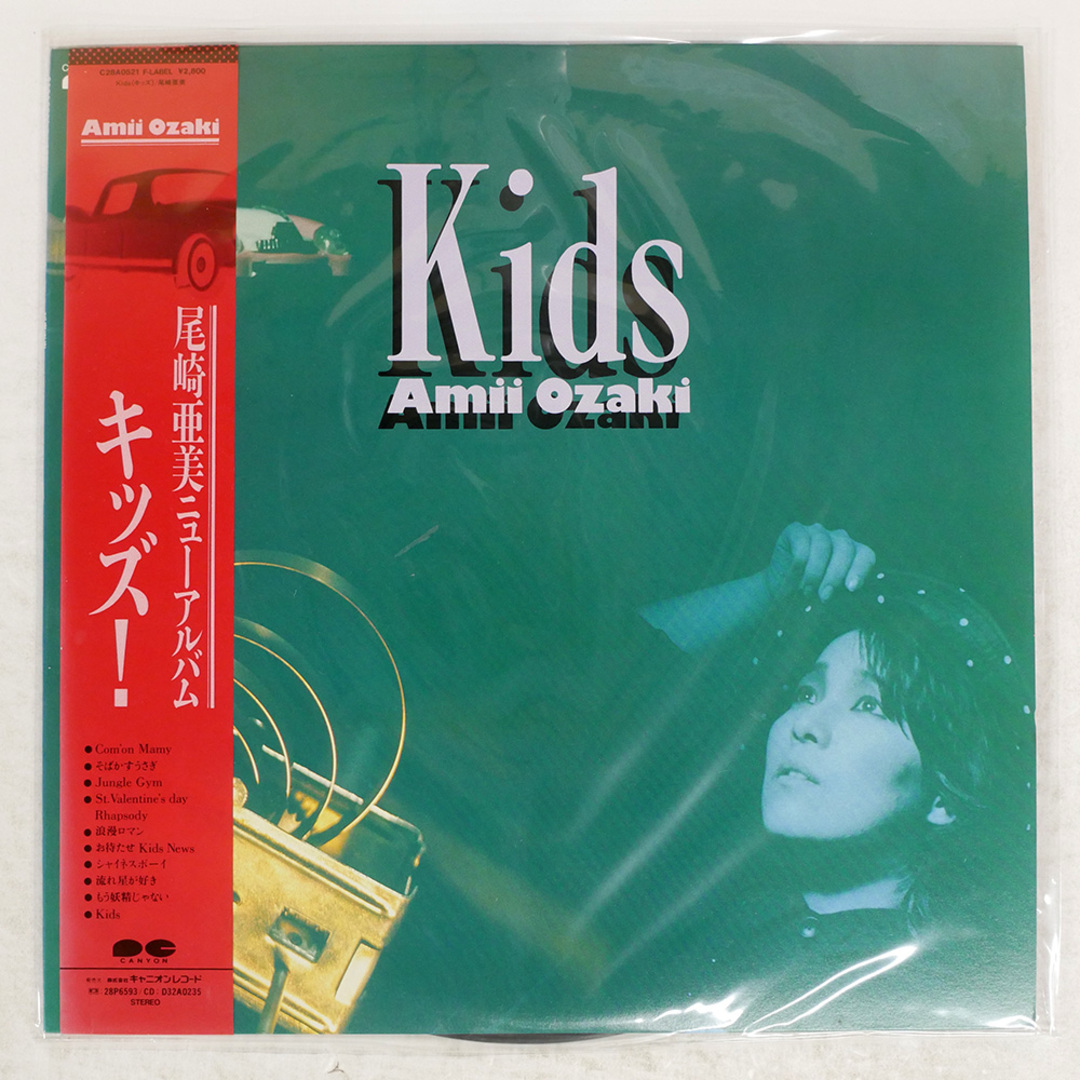 C28A0521 F-LABEL ¥2,800
Kids[キッズ]/尾崎亜美
Amii Ozaki
尾崎亜美ニューアルバム
キッズ!
● Com'on Mamy
● そばかすうさぎ
● Jungle Gym
● St.Valentine's day
Rhapsody
● 浪漫ロマン
● お待たせ Kids News
● シャイネスボーイ
● 流れ星が好き
● もう妖精じゃない
● Kids
PC
CANYON
発売元 株式会社 キャニオンレコード
28P6593/CD:D32A0235
STEREO
Kids
Amii Ozaki